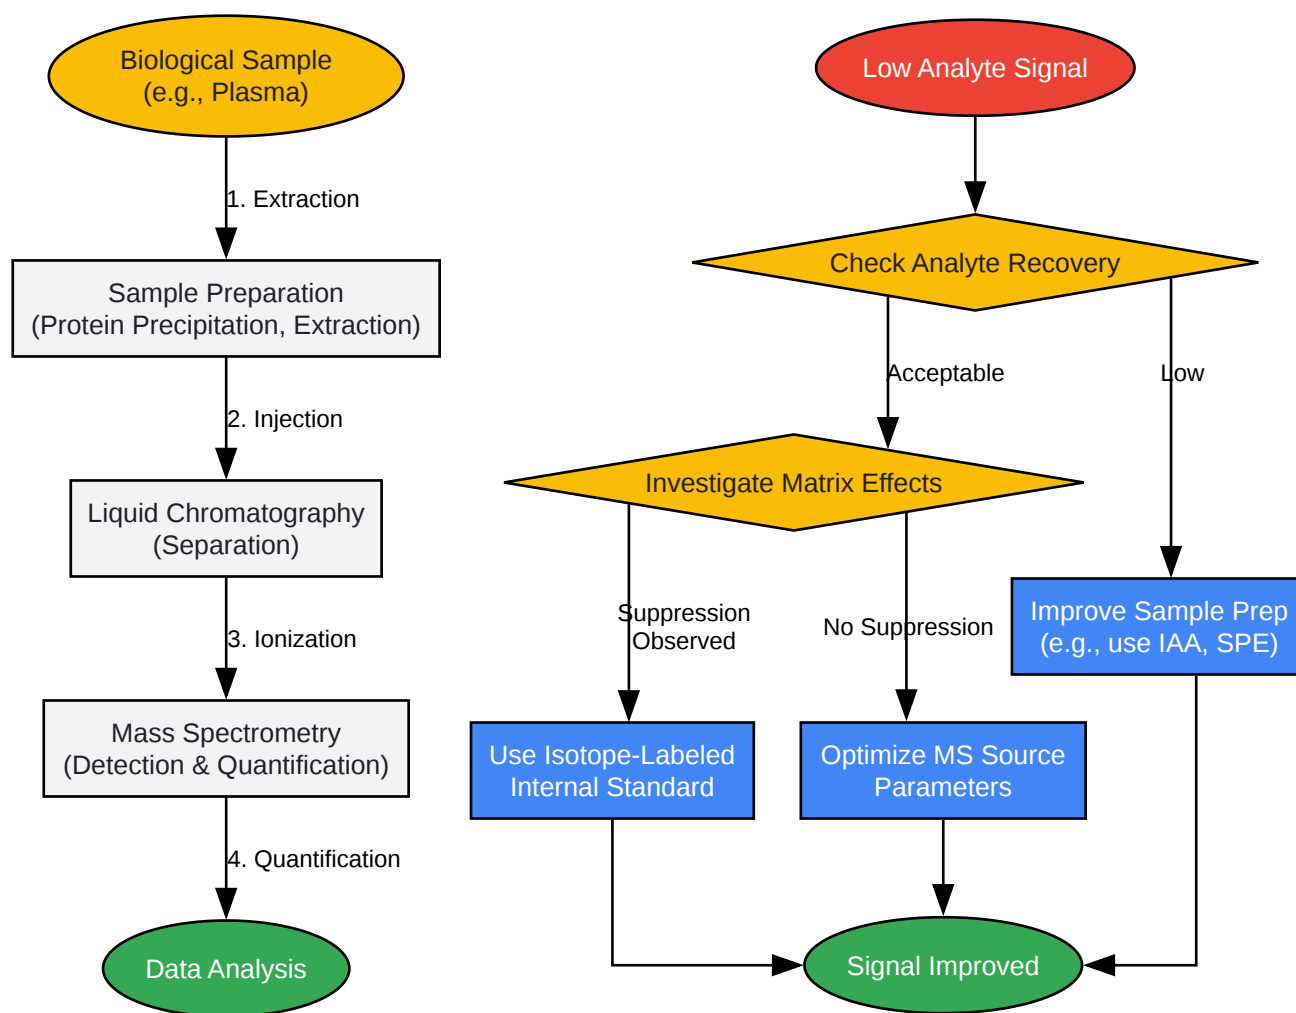 Biological Sample
(e.g., Plasma)
1. Extraction
Sample Preparation
(Protein Precipitation, Extraction)
2. Injection
Liquid Chromatography
(Separation)
3. Ionization
Mass Spectrometry
(Detection & Quantification)
4. Quantification
Data Analysis
Low Analyte Signal
Check Analyte Recovery
Acceptable
Low
Investigate Matrix Effects
Suppression
Observed
No Suppression
Improve Sample Prep
(e.g., use IAA, SPE)
Use Isotope-Labeled
Internal Standard
Optimize MS Source
Parameters
Signal Improved